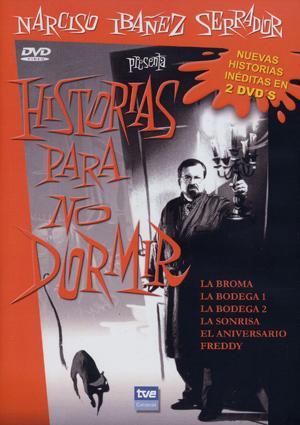 NARCISO IBAÑEZ SERRADOR
DVD
VIDEO
presenta
NUEVAS
HISTORIAS
INÉDITAS EN
2 DVD'S
HISTORIAS
PARA
NO
DORMIR
LA BROMA
LA BODEGA 1
LA BODEGA 2
LA SONRISA
EL ANIVERSARIO
FREDDY
tve